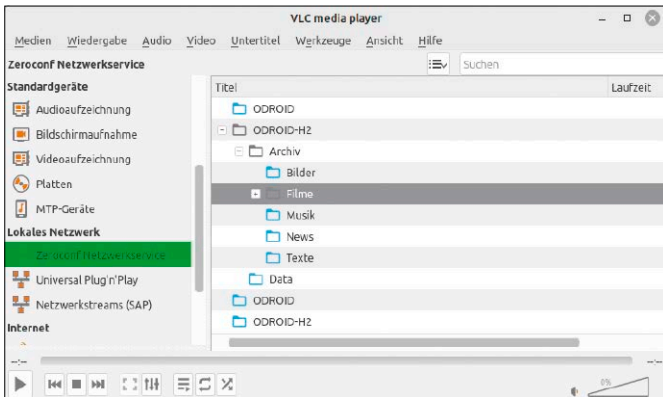 VLC media player
Medien Wiedergabe Audio Video Untertitel Werkzeuge Ansicht Hilfe
Zeroconf Netzwerkservice
Suchen
Standardgeräte
Audioaufzeichnung
Bildschirmaufnahme
Videoaufzeichnung
Platten
MTP-Geräte
Lokales Netzwerk
Zeroconf Netzwerkservice
Universal Plug'n'Play
Netzwerkstreams (SAP)
Internet
Titel Laufzeit
ODROID
ODROID-H2
Archiv
Bilder
Filme
Musik
News
Texte
Data
ODROID
ODROID-H2
--:-- --:--
0%